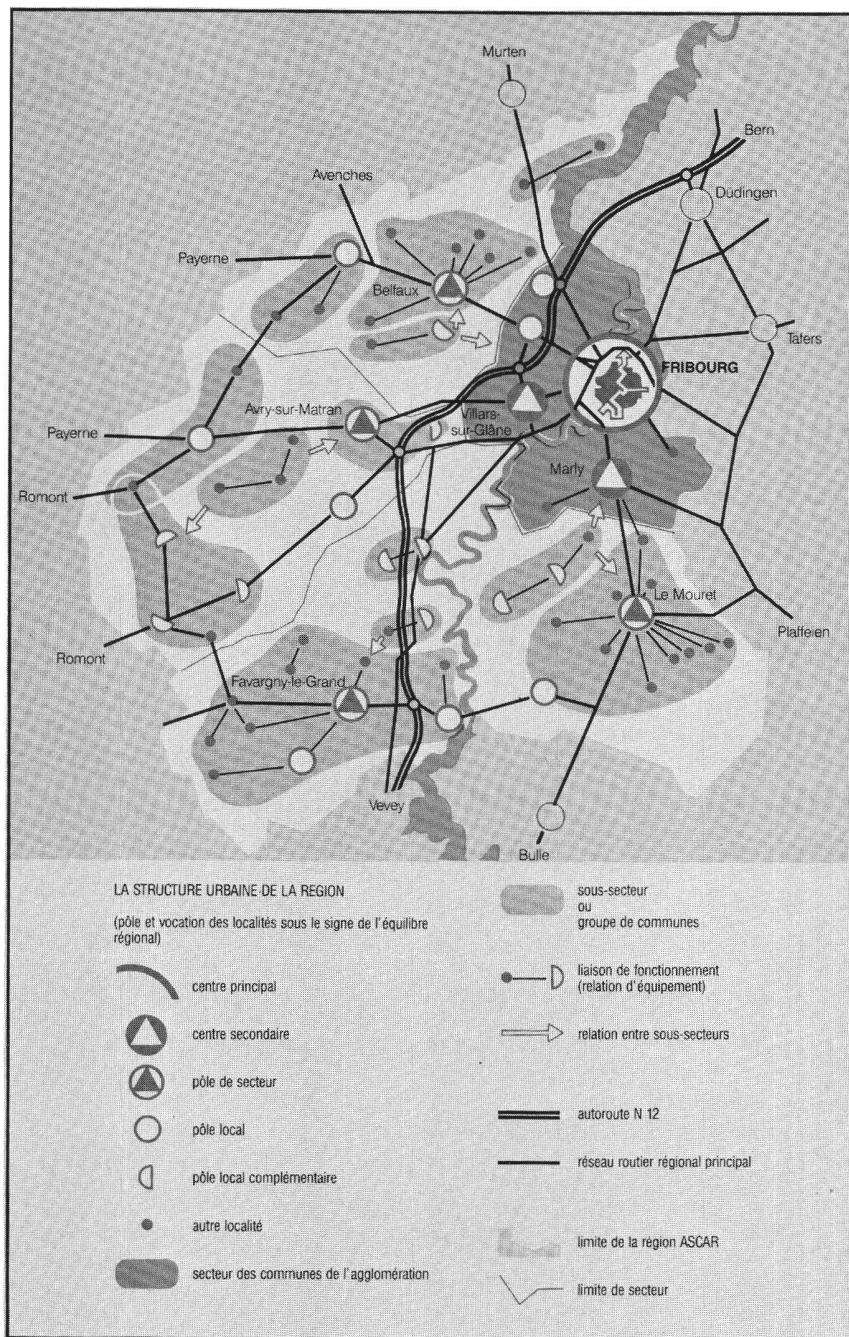 Murten
Bern
Avenches
Düdingen
Payerne
Belfaux
Tafers
FRIBOURG
Avry-sur-Matran
Villars-
sur-Glâne
Payerne
Marly
Romont
Le Mouret
Plaffeien
Romont
Favargny-le-Grand
Vevey
Bulle
LA STRUCTURE URBAINE DE LA REGION
(pôle et vocation des localités sous le signe de l'équilibre
régional)
centre principal
centre secondaire
pôle de secteur
pôle local
pôle local complémentaire
autre localité
secteur des communes de l'agglomération
sous-secteur
ou
groupe de communes
liaison de fonctionnement
(relation d'équipement)
relation entre sous-secteurs
autoroute N 12
réseau routier régional principal
limite de la région ASCAR
limite de secteur